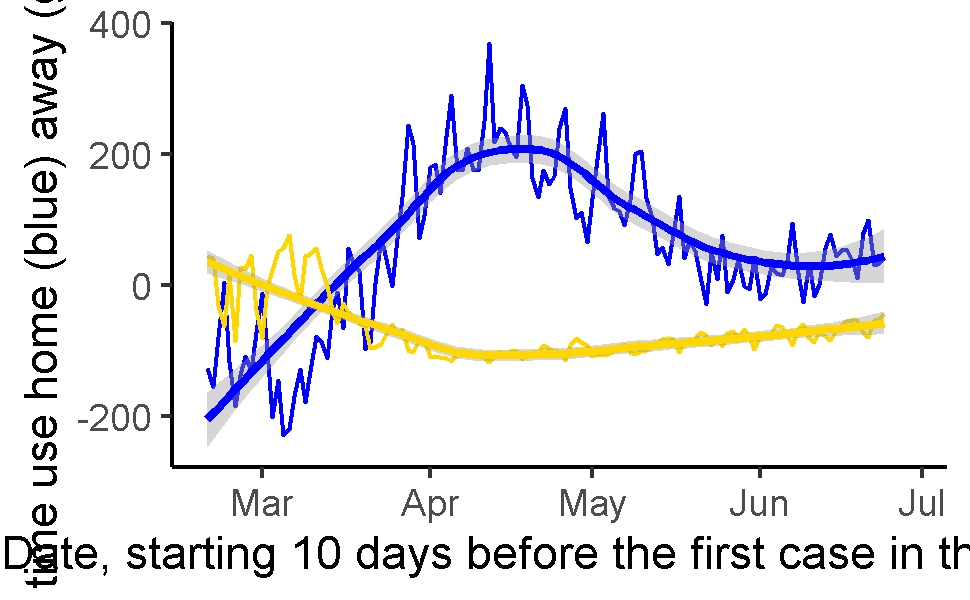 time use home (blue) away (
400
200
0
-200
Mar Apr May Jun Jul
Date, starting 10 days before the first case in th